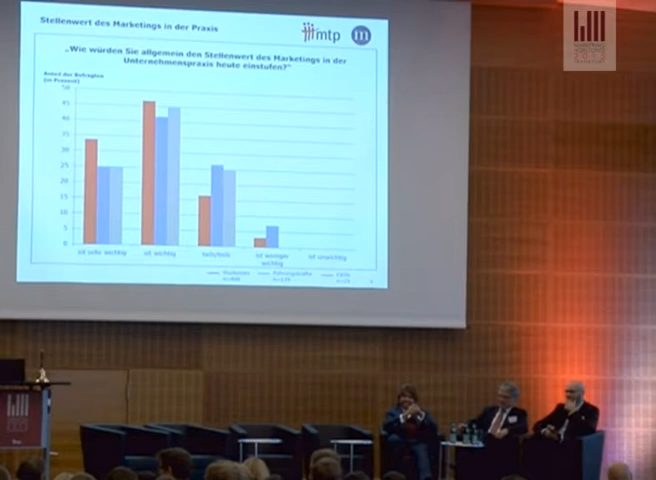 Stellenwert des Marketings in der Praxis
mtp
m
„Wie würden Sie allgemein den Stellenwert des Marketings in der
Unternehmenspraxis heute einstufen?"
Anteil der Befragten
(in Prozent)
50
45
40
35
30
25
20
15
10
5
0
ist sehr wichtig
ist wichtig
teils/teils
ist weniger
wichtig
ist unwichtig
Studenten
Führungskräfte